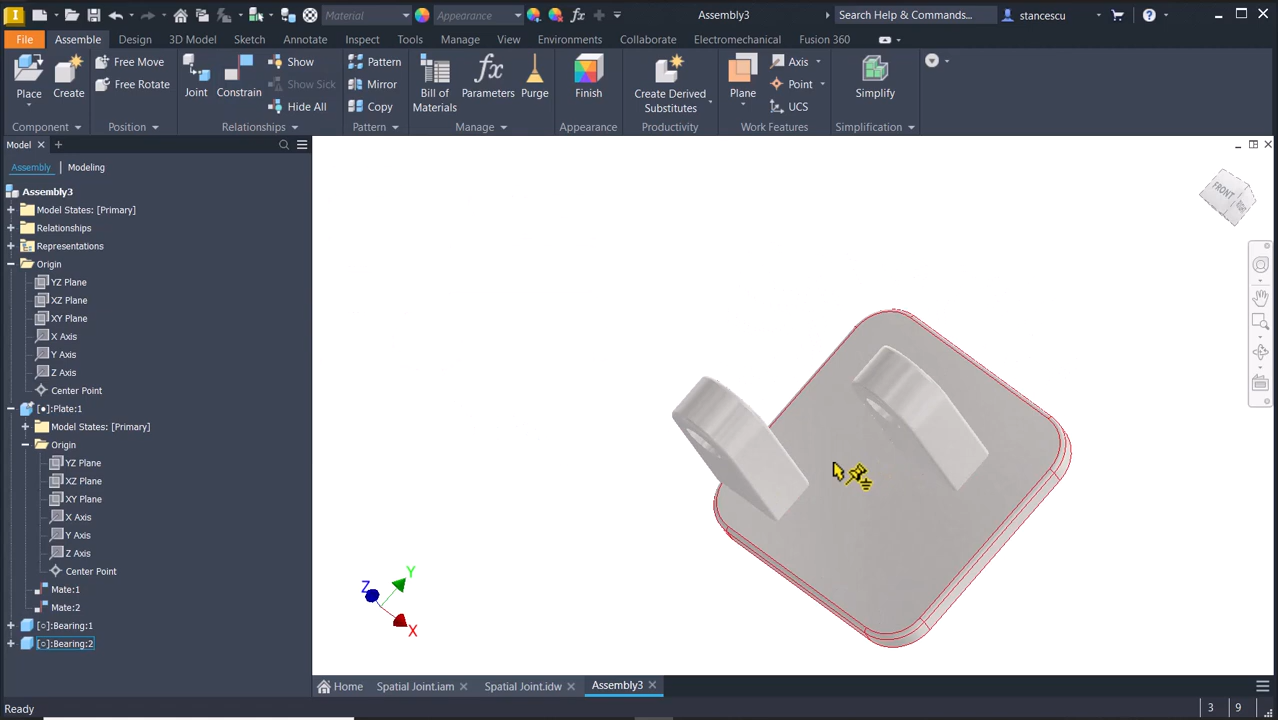 Material
Appearance
Assembly3
Search Help & Commands...
stancescu
File
Assemble
Design
3D Model
Sketch
Annotate
Inspect
Tools
Manage
View
Environments
Collaborate
Electromechanical
Fusion 360
Place
Create
Free Move
Free Rotate
Joint
Constrain
Show
Show Sick
Hide All
Pattern
Mirror
Copy
Bill of
Materials
Parameters
Purge
Finish
Create Derived
Substitutes
Plane
Axis
Point
UCS
Simplify
Component
Position
Relationships
Pattern
Manage
Appearance
Productivity
Work Features
Simplification
Model
Assembly
Modeling
Assembly3
Model States: [Primary]
Relationships
Representations
Origin
YZ Plane
XZ Plane
XY Plane
X Axis
Y Axis
Z Axis
Center Point
[●]:Plate:1
Model States: [Primary]
Origin
YZ Plane
XZ Plane
XY Plane
X Axis
Y Axis
Z Axis
Center Point
Mate:1
Mate:2
[○]:Bearing:1
[○]:Bearing:2
FRONT
Z
Y
X
Home
Spatial Joint.iam
Spatial Joint.idw
Assembly3
Ready
3
9